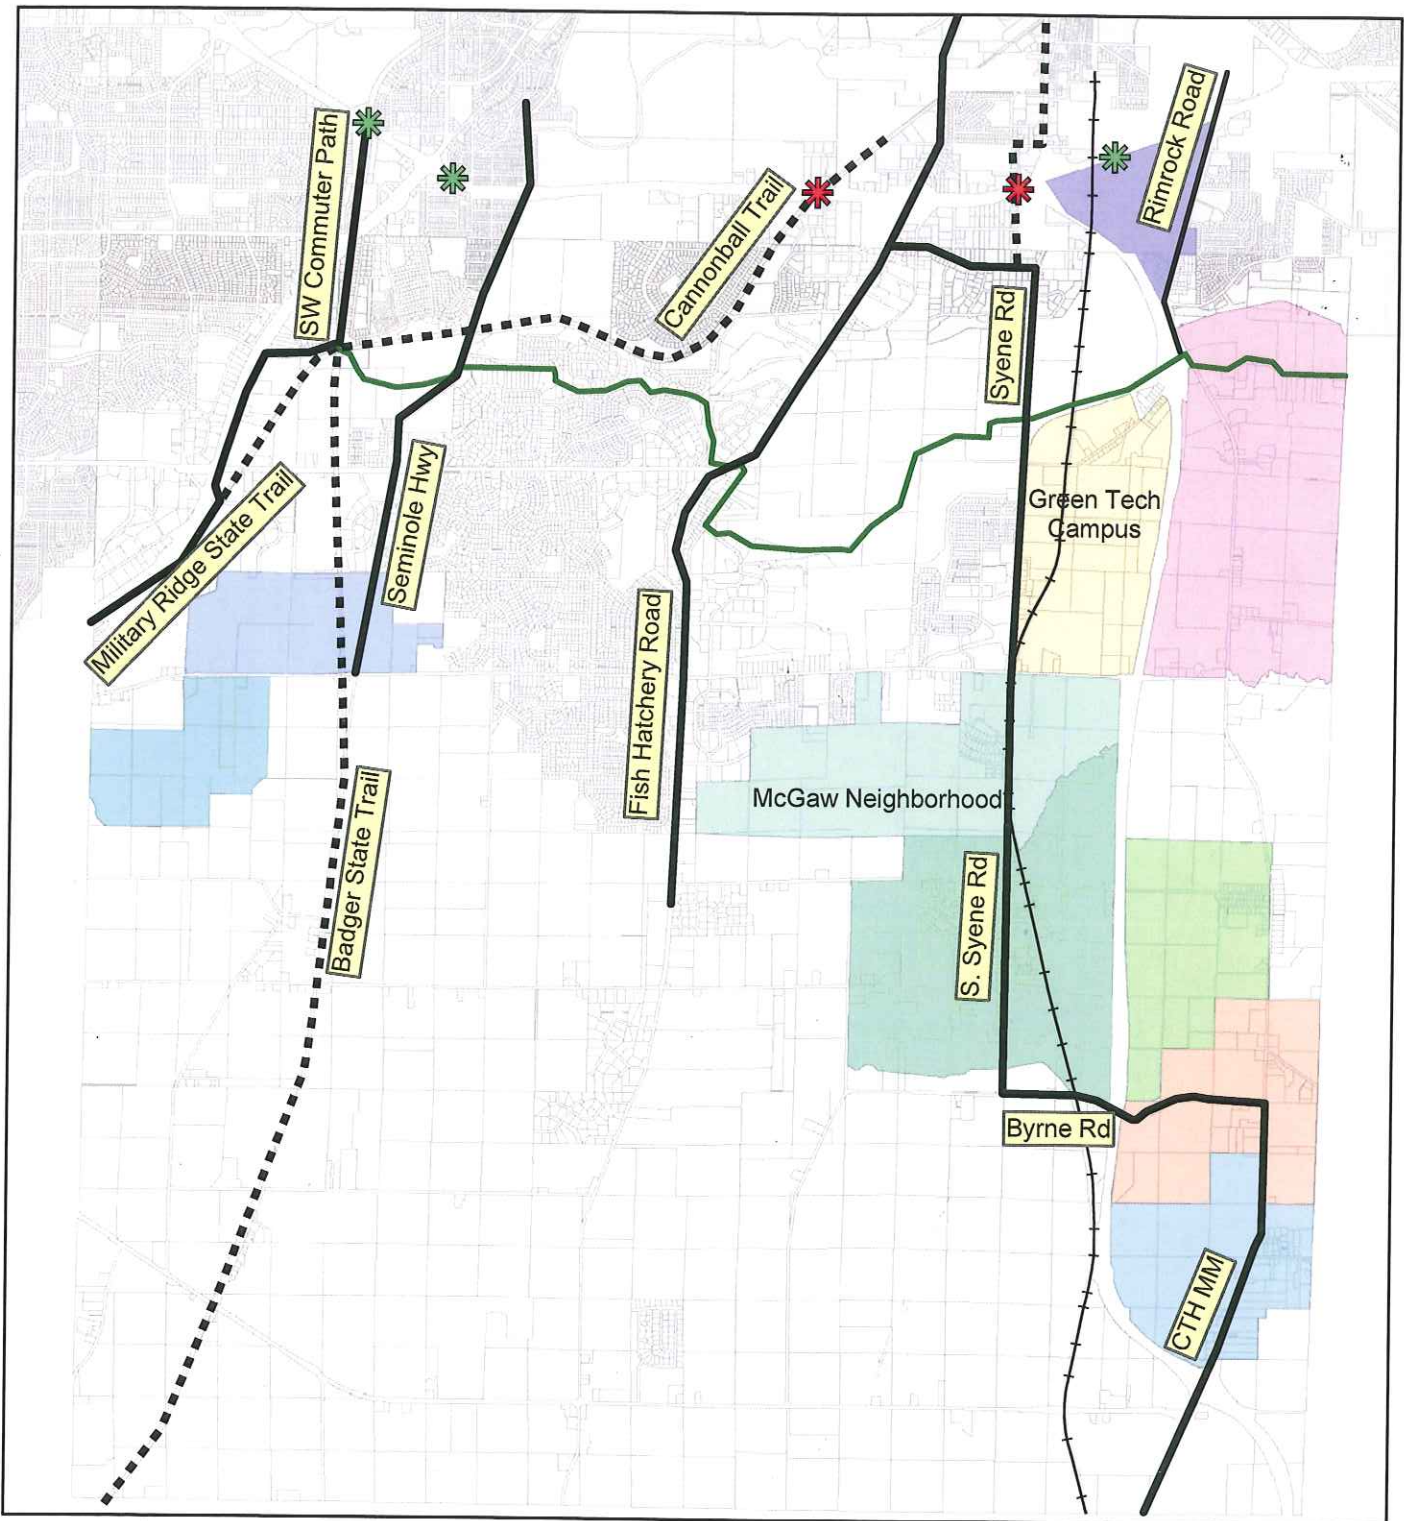 SW Commuter Path
Rimrock Road
Cannonball Trail
Syene Rd
Military Ridge State Trail
Seminole Hwy
Green Tech
Campus
Fish Hatchery Road
McGaw Neighborhood
Badger State Trail
S. Syene Rd
Byrne Rd
CTH MM